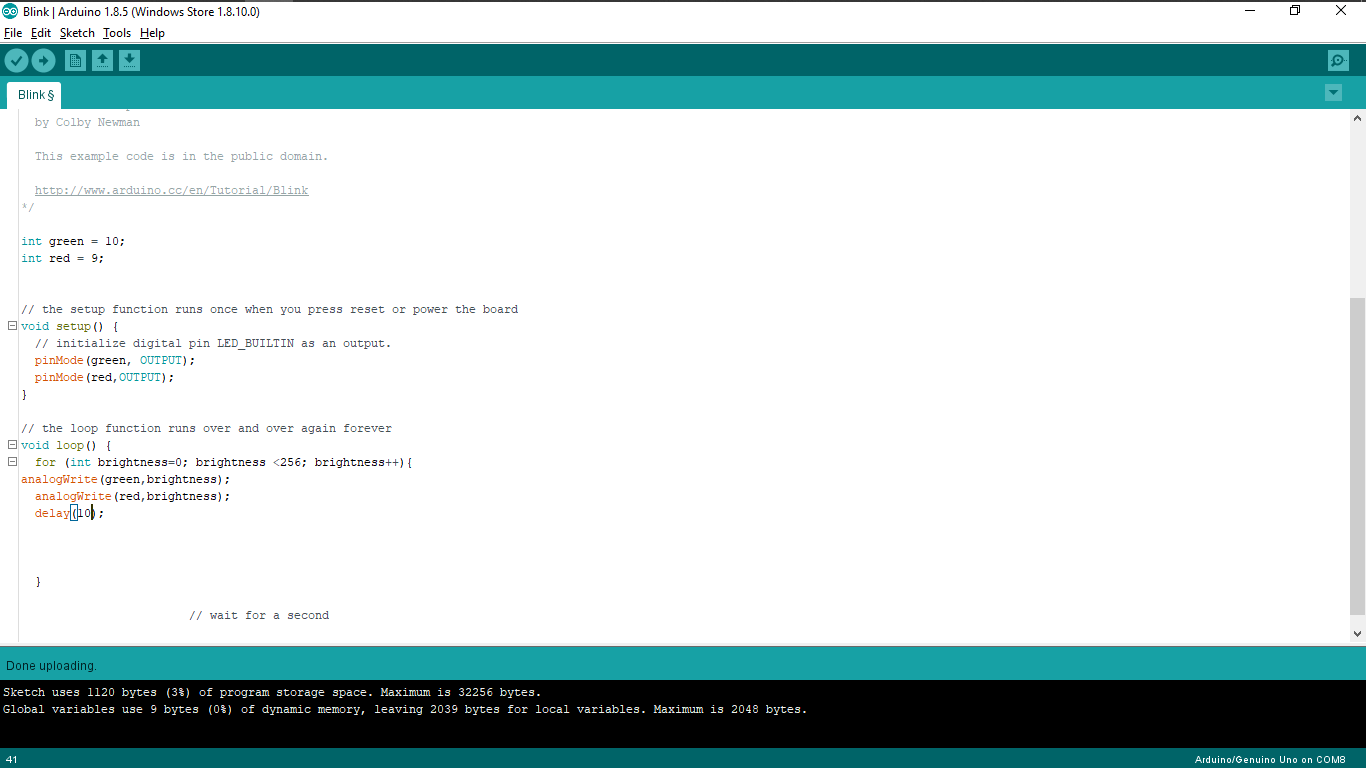 Blink | Arduino 1.8.5 (Windows Store 1.8.10.0)
File Edit Sketch Tools Help
Blink §
by Colby Newman
This example code is in the public domain.
http://www.arduino.cc/en/Tutorial/Blink
*/
int green = 10;
int red = 9;
// the setup function runs once when you press reset or power the board
void setup() {
// initialize digital pin LED_BUILTIN as an output.
pinMode(green, OUTPUT);
pinMode(red,OUTPUT);
}
// the loop function runs over and over again forever
void loop() {
for (int brightness=0; brightness <256; brightness++){
analogWrite(green,brightness);
analogWrite(red,brightness);
delay(10);
}
// wait for a second
Done uploading.
Sketch uses 1120 bytes (3%) of program storage space. Maximum is 32256 bytes.
Global variables use 9 bytes (0%) of dynamic memory, leaving 2039 bytes for local variables. Maximum is 2048 bytes.
41 Arduino/Genuino Uno on COM8